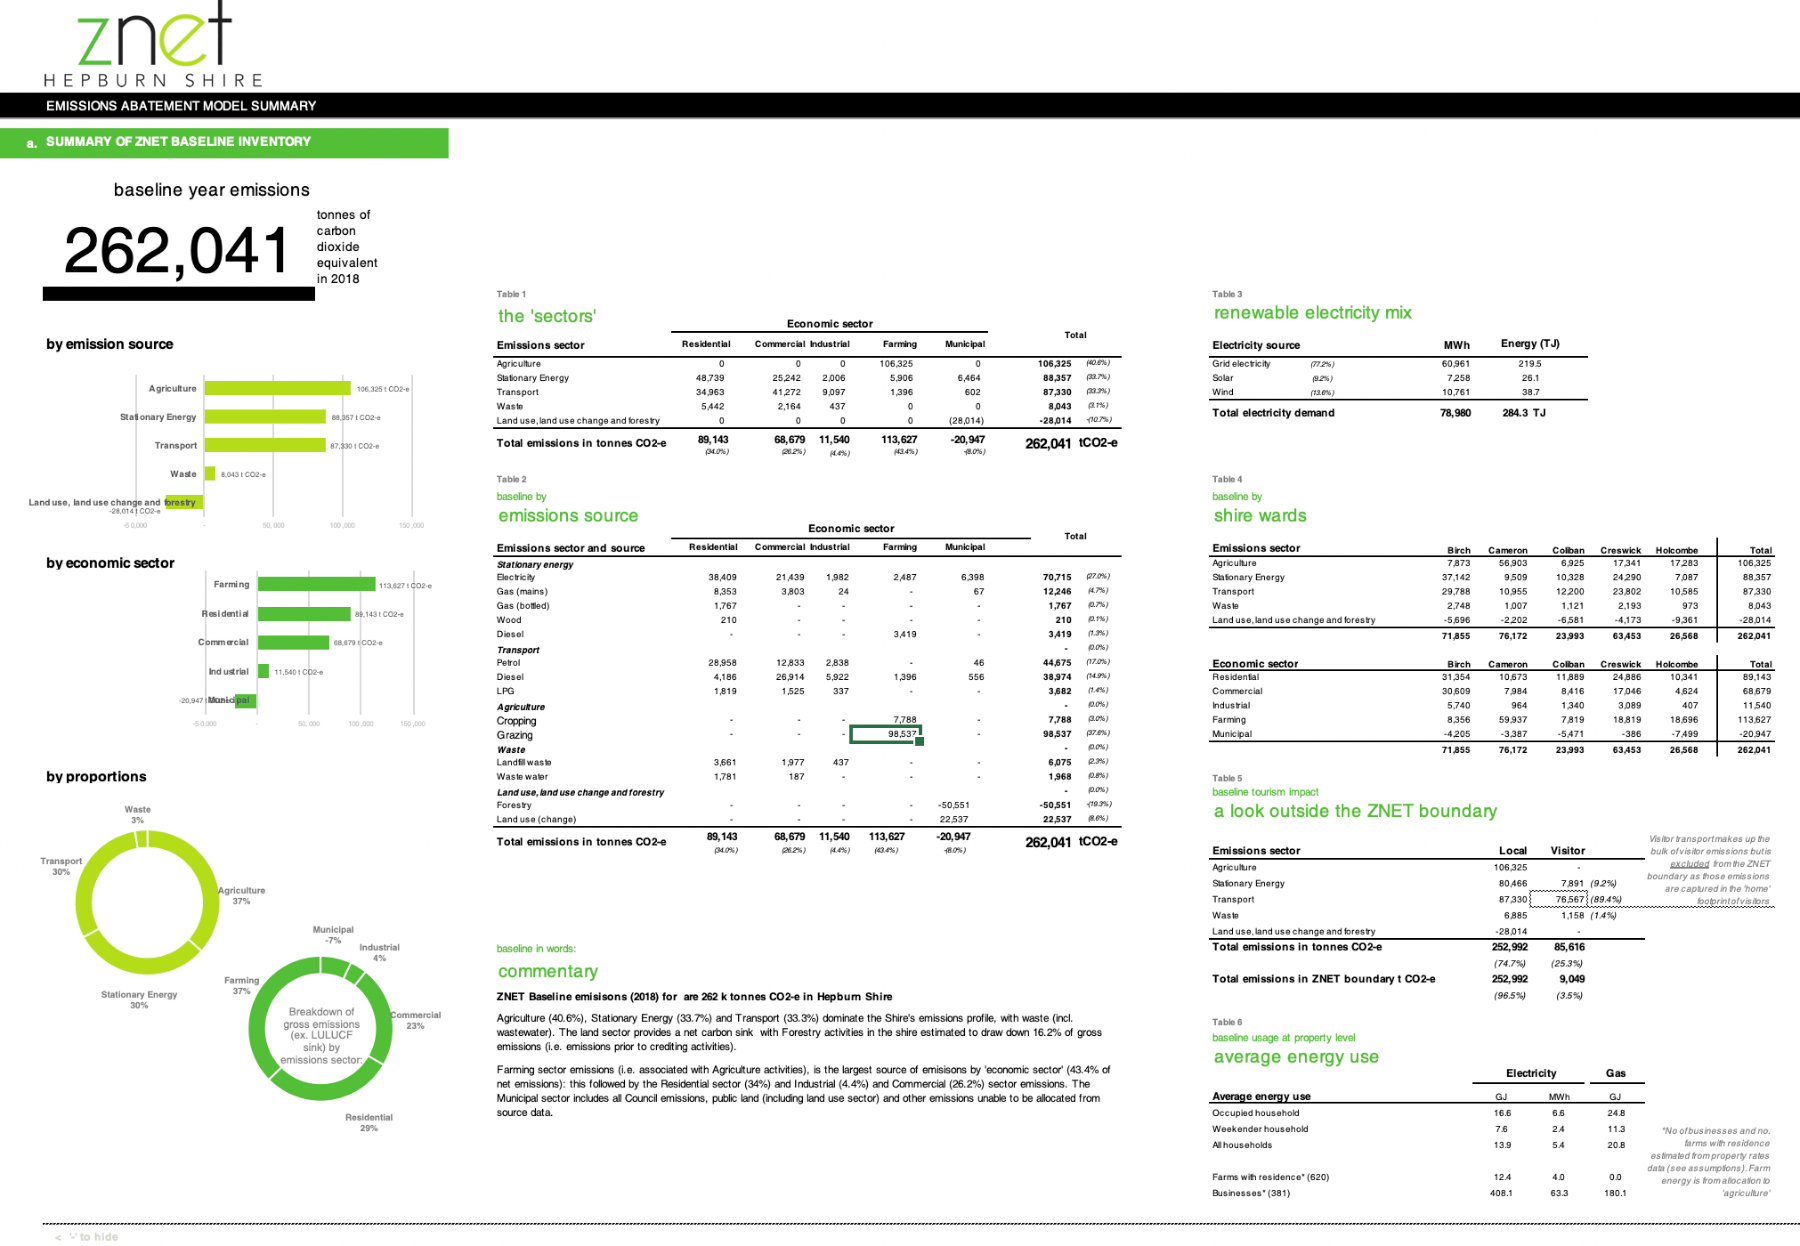 znet
HEPBURN SHIRE
EMISSIONS ABATEMENT MODEL SUMMARY
a. SUMMARY OF ZNET BASELINE INVENTORY
baseline year emissions
262,041
tonnes of
carbon
dioxide
equivalent
in 2018
by emission source
Agriculture 106,325 t CO2-e
Stationary Energy 88,357 t CO2-e
Transport 87,330 t CO2-e
Waste 8,043 t CO2-e
Land use, land use change and forestry
-28,014 t CO2-e
-50,000 - 50,000 100,000 150,000
by economic sector
Farming 113,627 t CO2-e
Residential 89,143 t CO2-e
Commercial 68,679 t CO2-e
Industrial 11,540 t CO2-e
-20,947 Municipal
-50,000 - 50,000 100,000 150,000
by proportions
Waste
3%
Transport
30%
Agriculture
37%
Stationary Energy
30%
Municipal
-7%
Industrial
4%
Farming
37%
Commercial
23%
Residential
29%
Breakdown of
gross emissions
(ex. LULUCF
sink) by
emissions sector:
Table 1
the 'sectors'
Economic sector
Total
Emissions sector Residential Commercial Industrial Farming Municipal
Agriculture 0 0 0 106,325 0 106,325 (40.6%)
Stationary Energy 48,739 25,242 2,006 5,906 6,464 88,357 (33.7%)
Transport 34,963 41,272 9,097 1,396 602 87,330 (33.3%)
Waste 5,442 2,164 437 0 0 8,043 (3.1%)
Land use, land use change and forestry 0 0 0 0 (28,014) -28,014 -(10.7%)
Total emissions in tonnes CO2-e 89,143 68,679 11,540 113,627 -20,947 262,041 tCO2-e
(34.0%) (26.2%) (4.4%) (43.4%) -(8.0%)
Table 2
baseline by
emissions source
Economic sector
Total
Emissions sector and source Residential Commercial Industrial Farming Municipal
Stationary energy
Electricity 38,409 21,439 1,982 2,487 6,398 70,715 (27.0%)
Gas (mains) 8,353 3,803 24 - 67 12,246 (4.7%)
Gas (bottled) 1,767 - - - - 1,767 (0.7%)
Wood 210 - - - - 210 (0.1%)
Diesel - - - 3,419 - 3,419 (1.3%)
Transport - (0.0%)
Petrol 28,958 12,833 2,838 - 46 44,675 (17.0%)
Diesel 4,186 26,914 5,922 1,396 556 38,974 (14.9%)
LPG 1,819 1,525 337 - - 3,682 (1.4%)
Agriculture - (0.0%)
Cropping - - - 7,788 - 7,788 (3.0%)
Grazing - - - 98,537 - 98,537 (37.6%)
Waste - (0.0%)
Landfill waste 3,661 1,977 437 - - 6,075 (2.3%)
Waste water 1,781 187 - - - 1,968 (0.8%)
Land use, land use change and forestry - (0.0%)
Forestry - - - - -50,551 -50,551 -(19.3%)
Land use (change) - - - - 22,537 22,537 (8.6%)
Total emissions in tonnes CO2-e 89,143 68,679 11,540 113,627 -20,947 262,041 tCO2-e
(34.0%) (26.2%) (4.4%) (43.4%) -(8.0%)
baseline in words:
commentary
ZNET Baseline emisisons (2018) for are 262 k tonnes CO2-e in Hepburn Shire
Agriculture (40.6%), Stationary Energy (33.7%) and Transport (33.3%) dominate the Shire's emissions profile, with waste (incl.
wastewater). The land sector provides a net carbon sink with Forestry activities in the shire estimated to draw down 16.2% of gross
emissions (i.e. emissions prior to crediting activities).
Farming sector emissions (i.e. associated with Agriculture activities), is the largest source of emisisons by 'economic sector' (43.4% of
net emissions): this followed by the Residential sector (34%) and Industrial (4.4%) and Commercial (26.2%) sector emissions. The
Municipal sector includes all Council emissions, public land (including land use sector) and other emissions unable to be allocated from
source data.
Table 3
renewable electricity mix
Electricity source MWh Energy (TJ)
Grid electricity (77.2%) 60,961 219.5
Solar (9.2%) 7,258 26.1
Wind (13.6%) 10,761 38.7
Total electricity demand 78,980 284.3 TJ
Table 4
baseline by
shire wards
Emissions sector Birch Cameron Coliban Creswick Holcombe Total
Agriculture 7,873 56,903 6,925 17,341 17,283 106,325
Stationary Energy 37,142 9,509 10,328 24,290 7,087 88,357
Transport 29,788 10,955 12,200 23,802 10,585 87,330
Waste 2,748 1,007 1,121 2,193 973 8,043
Land use, land use change and forestry -5,696 -2,202 -6,581 -4,173 -9,361 -28,014
71,855 76,172 23,993 63,453 26,568 262,041
Economic sector Birch Cameron Coliban Creswick Holcombe Total
Residential 31,354 10,673 11,889 24,886 10,341 89,143
Commercial 30,609 7,984 8,416 17,046 4,624 68,679
Industrial 5,740 964 1,340 3,089 407 11,540
Farming 8,356 59,937 7,819 18,819 18,696 113,627
Municipal -4,205 -3,387 -5,471 -386 -7,499 -20,947
71,855 76,172 23,993 63,453 26,568 262,041
Table 5
baseline tourism impact
a look outside the ZNET boundary
Emissions sector Local Visitor
Agriculture 106,325 -
Stationary Energy 80,466 7,891 (9.2%)
Transport 87,330 76,567 (89.4%)
Waste 6,885 1,158 (1.4%)
Land use, land use change and forestry -28,014 -
Total emissions in tonnes CO2-e 252,992 85,616
(74.7%) (25.3%)
Total emissions in ZNET boundary t CO2-e 252,992 9,049
(96.5%) (3.5%)
Visitor transport makes up the
bulk of visitor emissions but is
excluded from the ZNET
boundary as those emissions
are captured in the 'home'
footprint of visitors
Table 6
baseline usage at property level
average energy use
Electricity Gas
Average energy use GJ MWh GJ
Occupied household 16.6 6.6 24.8
Weekender household 7.6 2.4 11.3
All households 13.9 5.4 20.8
Farms with residence* (620) 12.4 4.0 0.0
Businesses* (381) 408.1 63.3 180.1
*No of businesses and no.
farms with residence
estimated from property rates
data (see assumptions). Farm
energy is from allocation to
'agriculture'
to hide